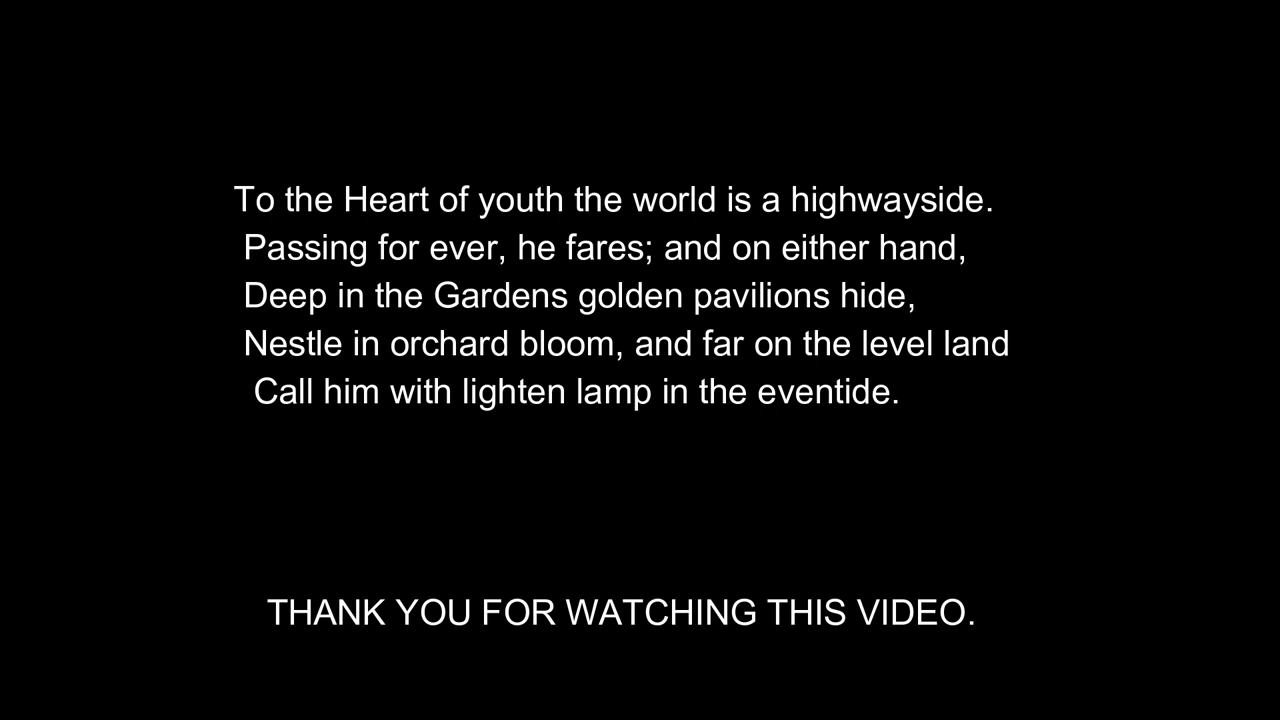 To the Heart of youth the world is a highwayside.
Passing for ever, he fares; and on either hand,
Deep in the Gardens golden pavilions hide,
Nestle in orchard bloom, and far on the level land
Call him with lighten lamp in the eventide.
THANK YOU FOR WATCHING THIS VIDEO.